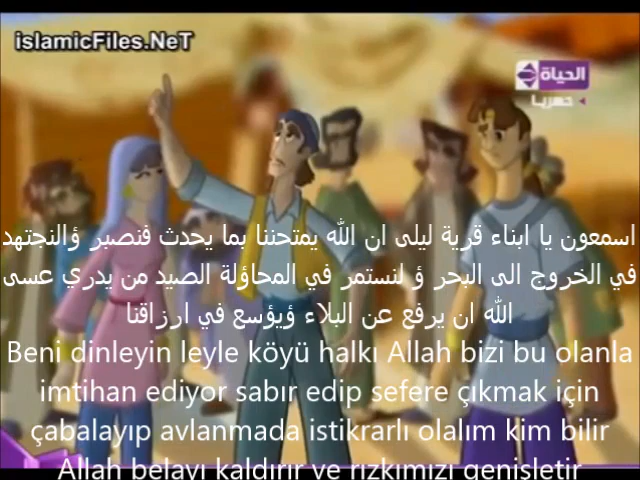 islamicFiles.NeT
الحياة
حصريا
اسمعون يا ابناء قرية ليلى ان الله يمتحننا بما يحدث فنصبر ؤالنجتهد
في الخروج الى البحر ؤ لنستمر في المحاؤلة الصيد من يدري عسى
الله ان يرفع عن البلاء ؤيؤسع في ارزاقنا
Beni dinleyin leyle köyü halkı Allah bizi bu olanla
imtihan ediyor sabır edip sefere çıkmak için
çabalayıp avlanmada istikrarlı olalım kim bilir
Allah belayı kaldırır ve rızkımızı genişletir